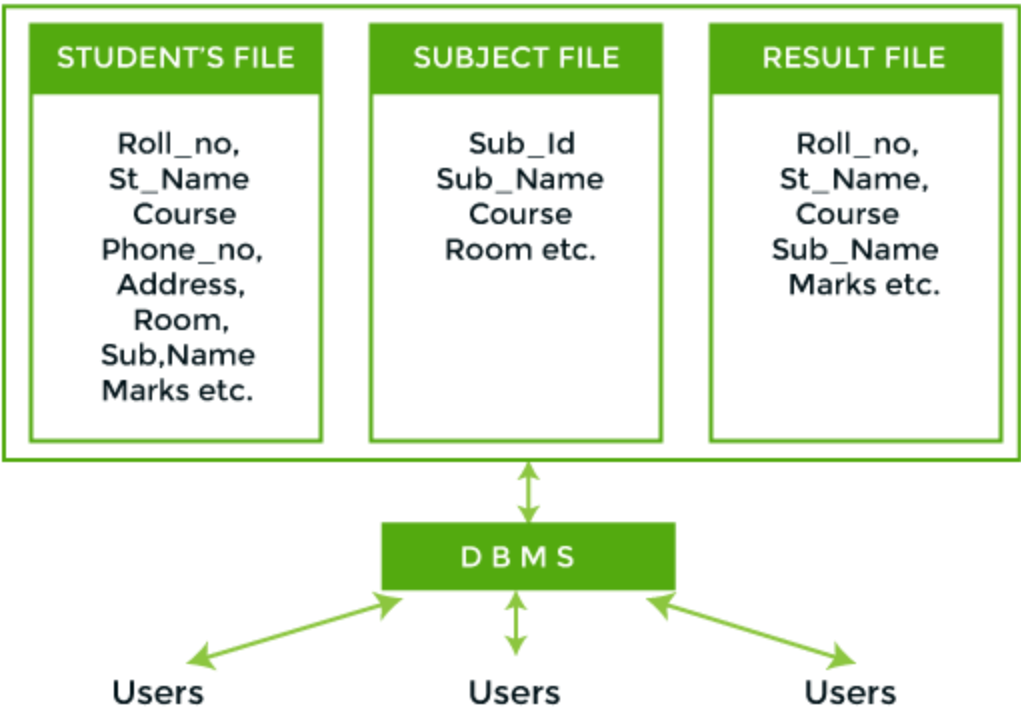 STUDENT’S FILE
Roll_no,
St_Name
Course
Phone_no,
Address,
Room,
Sub,Name
Marks etc.
SUBJECT FILE
Sub_Id
Sub_Name
Course
Room etc.
RESULT FILE
Roll_no,
St_Name,
Course
Sub_Name
Marks etc.
D B M S
Users
Users
Users